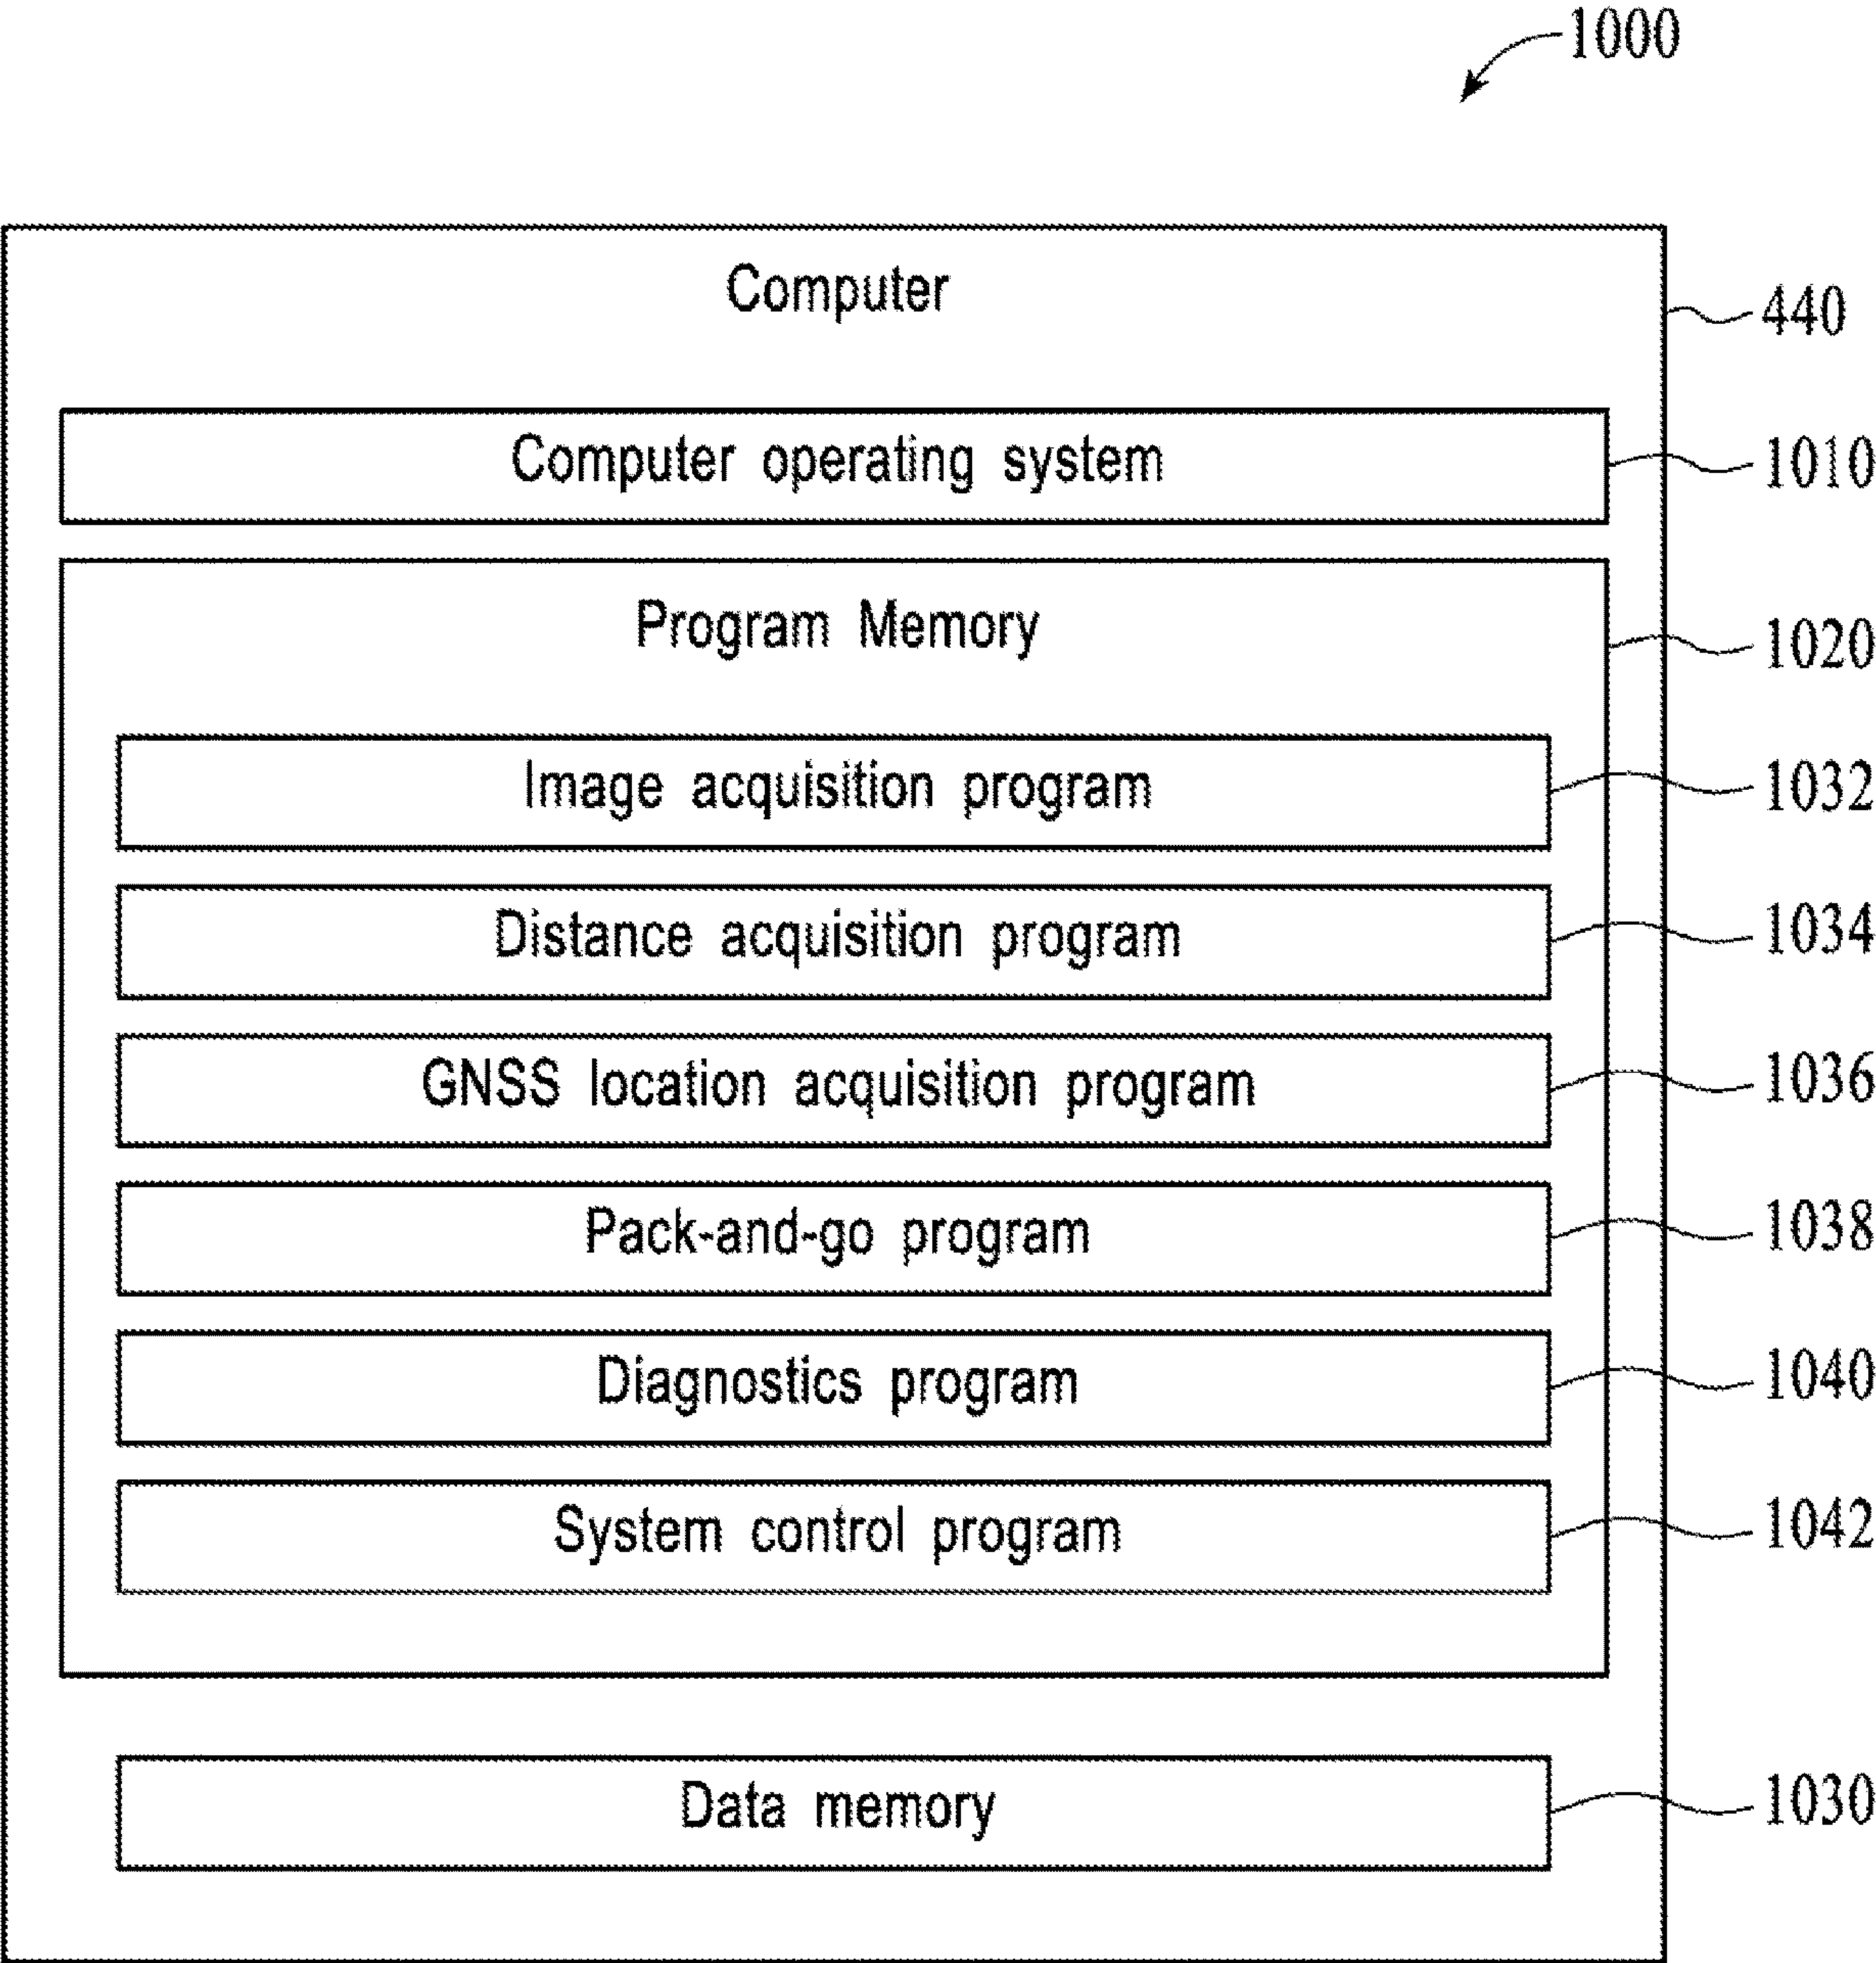 1000
Computer
440
Computer operating system
1010
Program Memory
1020
Image acquisition program
1032
Distance acquisition program
1034
GNSS location acquisition program
1036
Pack-and-go program
1038
Diagnostics program
1040
System control program
1042
Data memory
1030